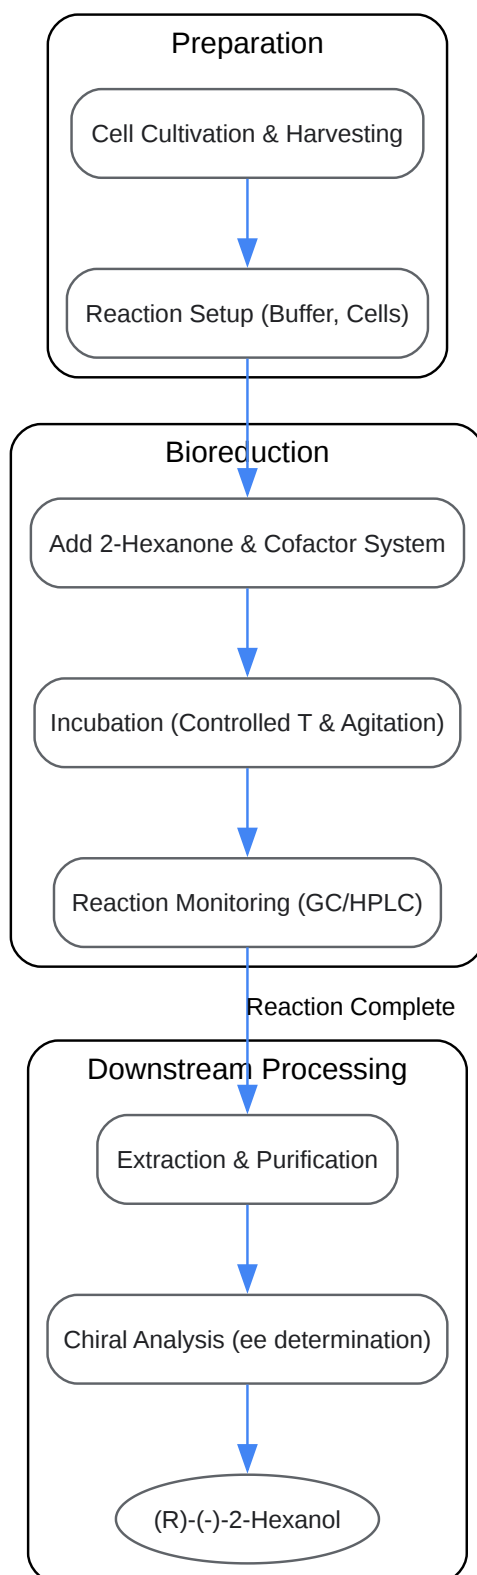 Preparation
Cell Cultivation & Harvesting
Reaction Setup (Buffer, Cells)
Bioreduction
Add 2-Hexanone & Cofactor System
Incubation (Controlled T & Agitation)
Reaction Monitoring (GC/HPLC)
Reaction Complete
Downstream Processing
Extraction & Purification
Chiral Analysis (ee determination)
(R)-(-)-2-Hexanol